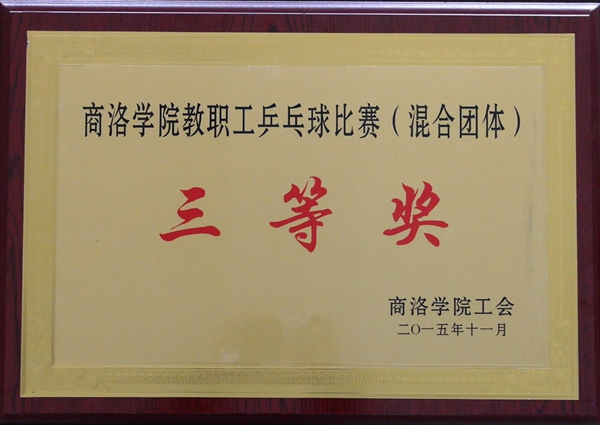 商洛学院教职工乒乓球比赛（混合团体）
三等奖
商洛学院工会
二〇一五年十一月